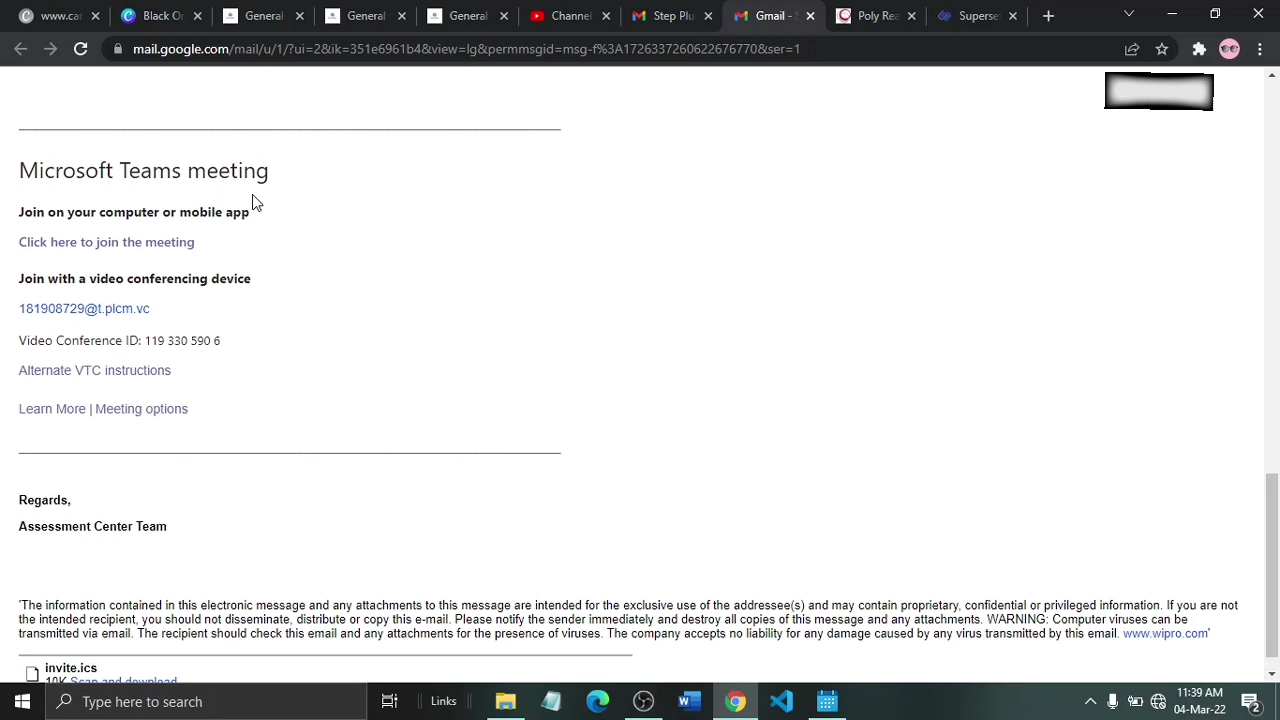 www.car
Black Or
General
General
General
Channel
Step Plu
Gmail - S
Poly Rea
Superse
mail.google.com/mail/u/1/?ui=2&ik=351e6961b4&view=lg&permmsgid=msg-f%3A1726337260622676770&ser=1
Microsoft Teams meeting
Join on your computer or mobile app
Click here to join the meeting
Join with a video conferencing device
181908729@t.plcm.vc
Video Conference ID: 119 330 590 6
Alternate VTC instructions
Learn More | Meeting options
Regards,
Assessment Center Team
'The information contained in this electronic message and any attachments to this message are intended for the exclusive use of the addressee(s) and may contain proprietary, confidential or privileged information. If you are not
the intended recipient, you should not disseminate, distribute or copy this e-mail. Please notify the sender immediately and destroy all copies of this message and any attachments. WARNING: Computer viruses can be
transmitted via email. The recipient should check this email and any attachments for the presence of viruses. The company accepts no liability for any damage caused by any virus transmitted by this email. www.wipro.com'
invite.ics
10K Scan and download
Type here to search
Links
11:39 AM
04-Mar-22
2